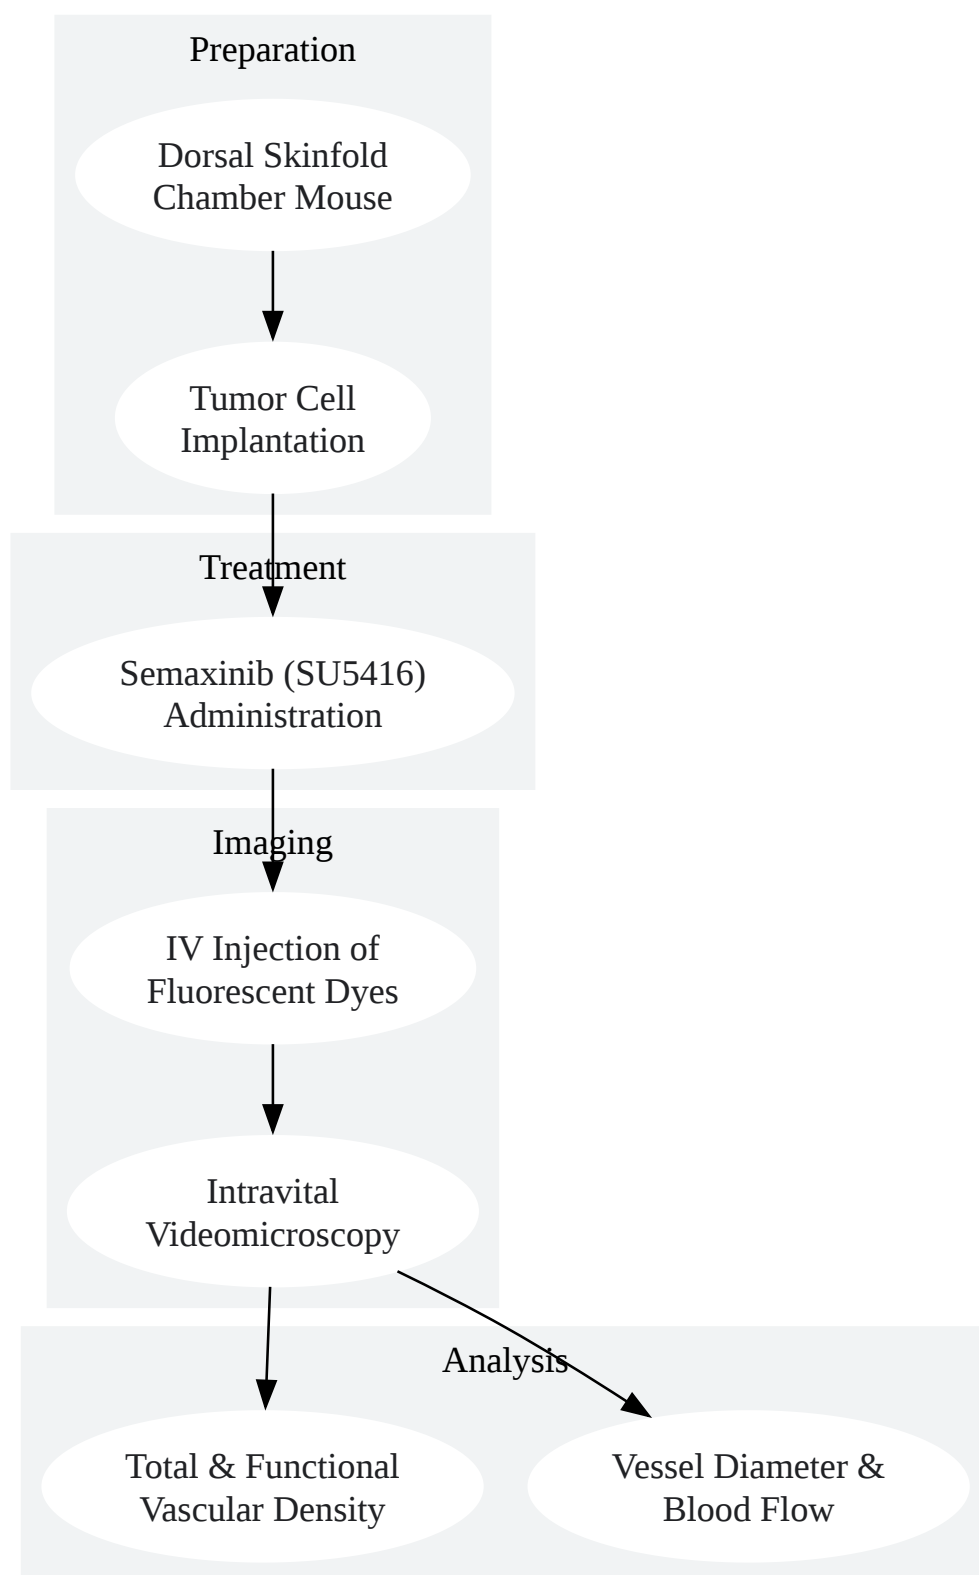 Preparation
Dorsal Skinfold
Chamber Mouse
Tumor Cell
Implantation
Treatment
Semaxinib (SU5416)
Administration
Imaging
IV Injection of
Fluorescent Dyes
Intravital
Videomicroscopy
Analysis
Total & Functional
Vascular Density
Vessel Diameter &
Blood Flow